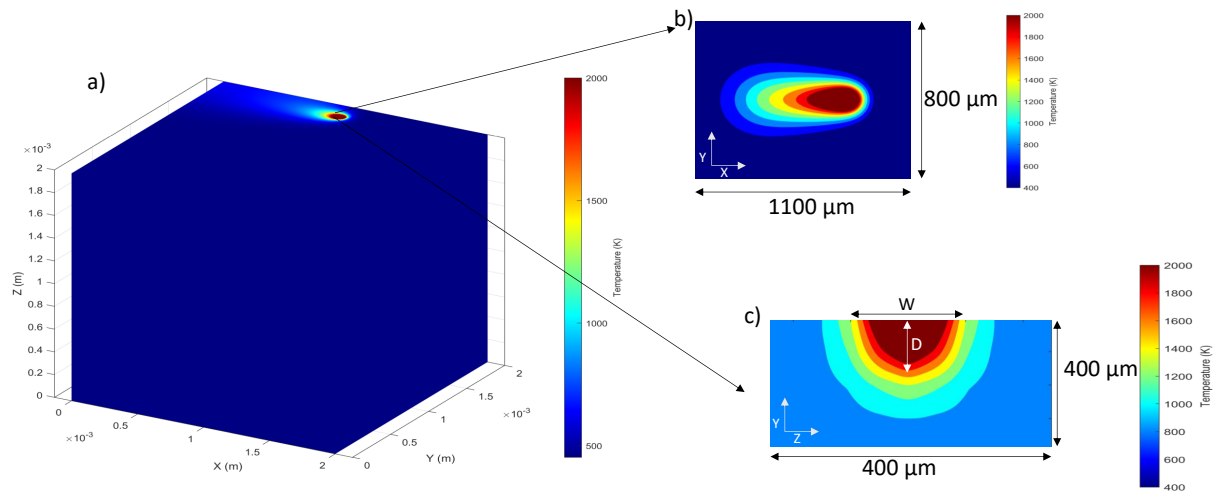 a)
×10⁻³
2
1.8
1.6
1.4
1.2
1
0.8
0.6
0.4
0.2
0
Z (m)
0
0.5
1
1.5
2
×10⁻³
X (m)
0
0.5
1
1.5
2
×10⁻³
Y (m)
2000
1500
1000
500
Temperature (K)
b)
Y
X
1100 µm
800 µm
2000
1800
1600
1400
1200
1000
800
600
400
Temperature (K)
c)
W
D
Y
Z
400 µm
400 µm
2000
1800
1600
1400
1200
1000
800
600
400
Temperature (K)